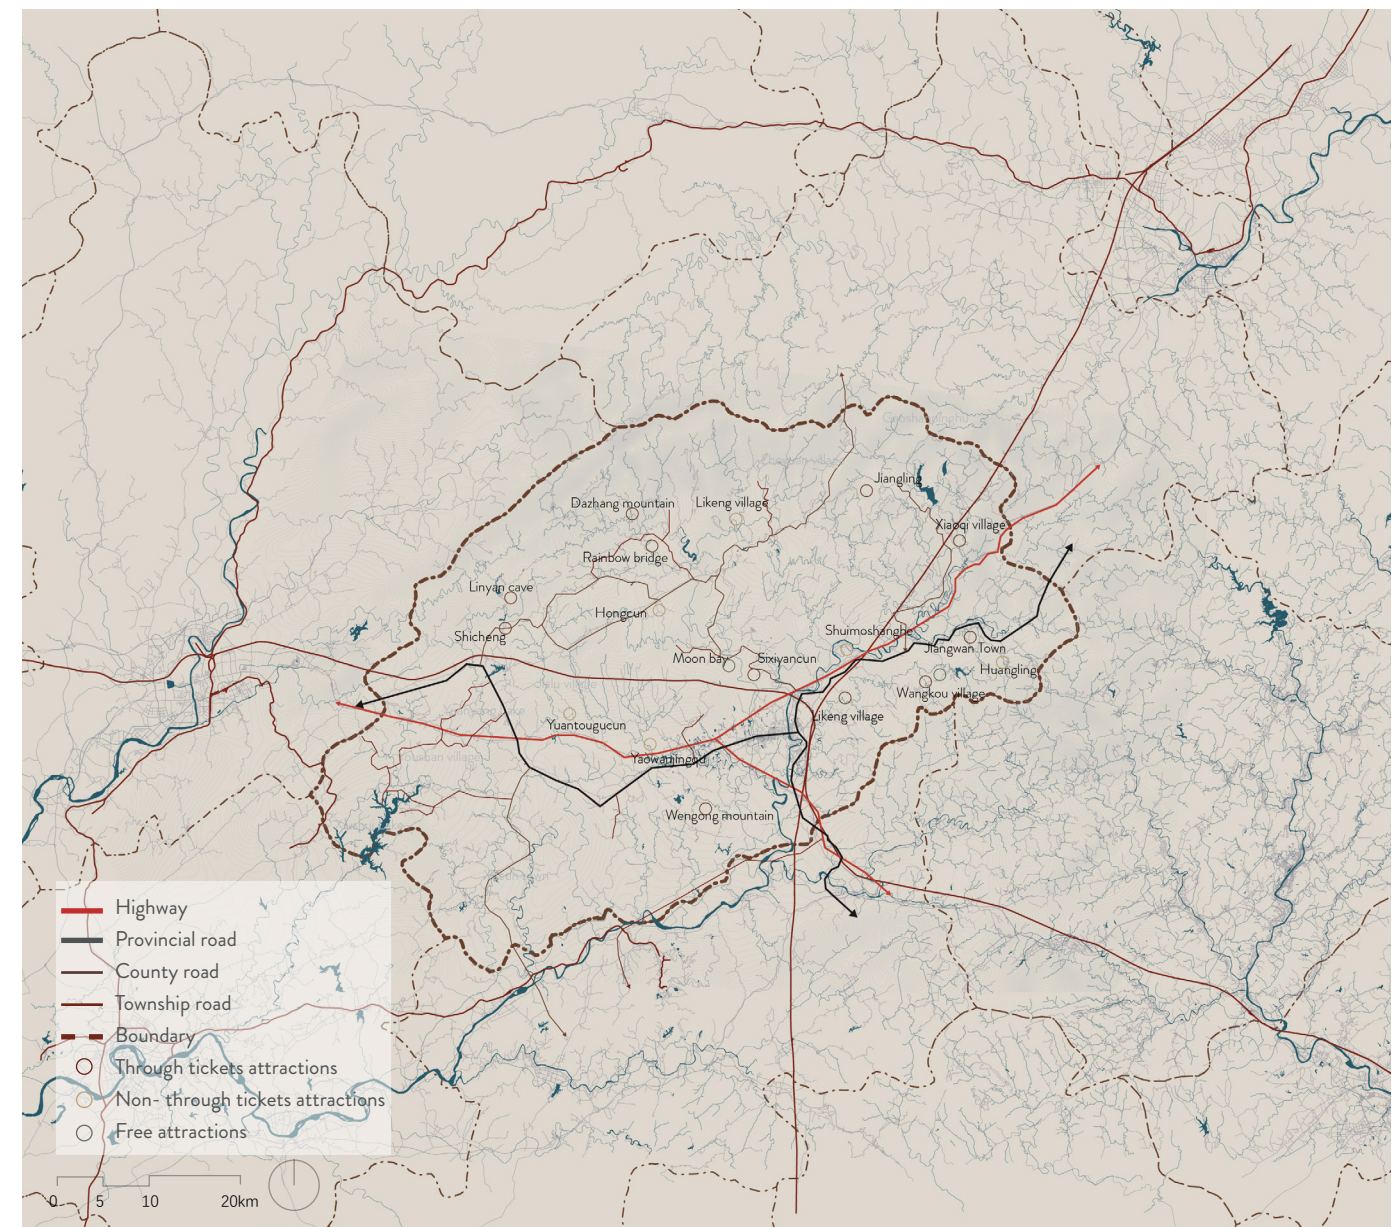 Jiangling
Dazhang mountain
Likeng village
Xiaoqi village
Rainbow bridge
Linyan cave
Hongcun
Shicheng
Shuimoshanghe
Jiangwan Town
Moon bay
Sixiyancun
Huangling
Wangkou village
Likeng village
Yuantougucun
Yaowanjingqu
Wengong mountain
Highway
Provincial road
County road
Township road
Boundary
Through tickets attractions
Non- through tickets attractions
Free attractions
0 5 10 20km